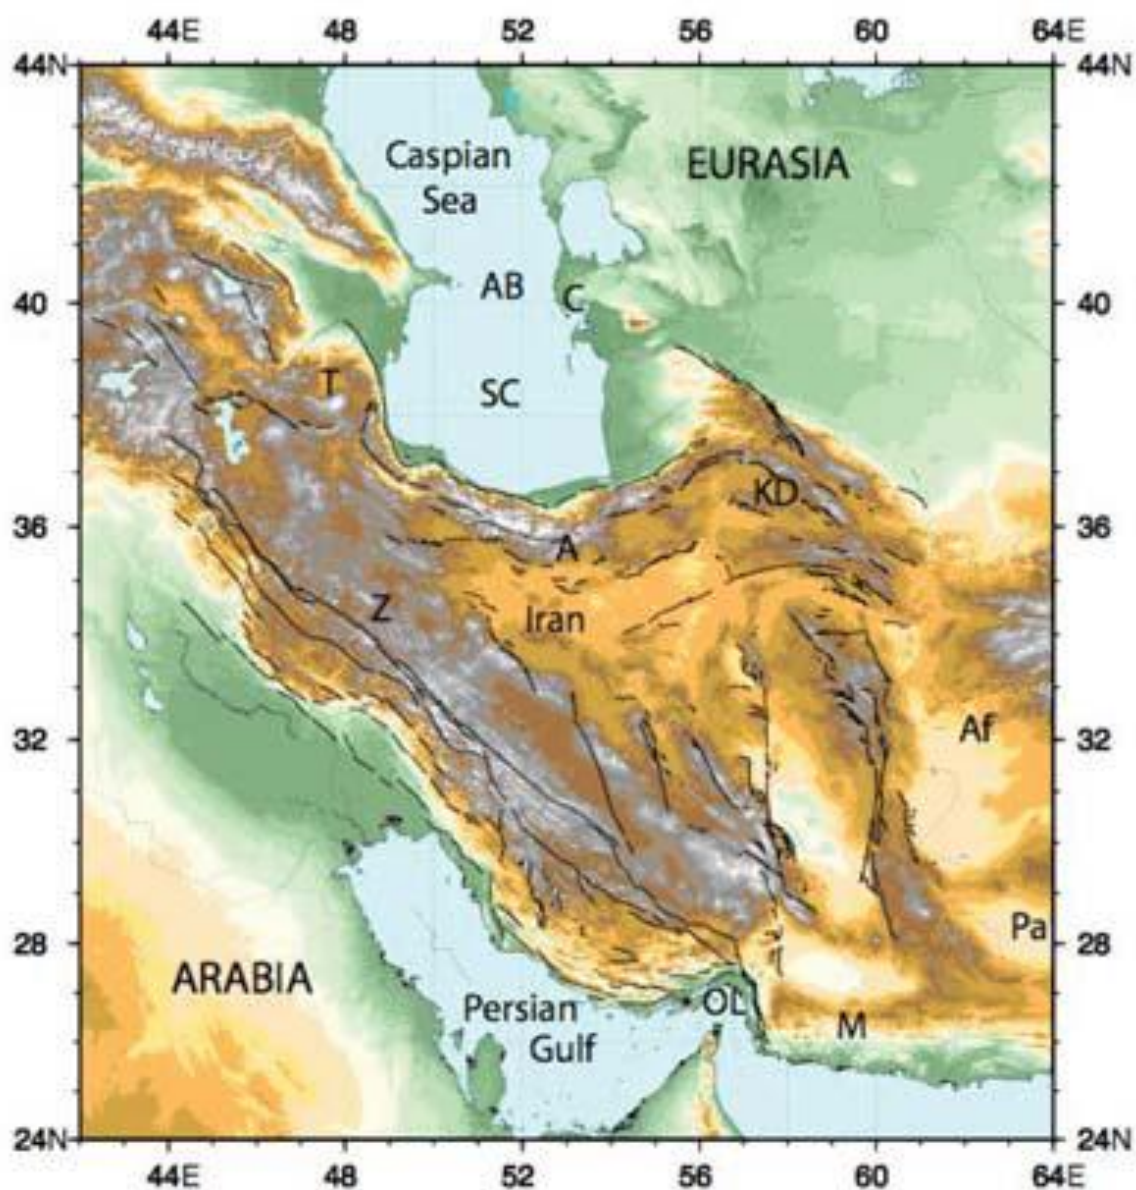 44E 48 52 56 60 64E
44N 44N
Caspian
Sea
EURASIA
AB
C
40 40
SC
T
KD
36 36
A
Z
Iran
Af
32 32
Pa
28 28
ARABIA
OL
Persian
Gulf
M
24N 24N
44E 48 52 56 60 64E